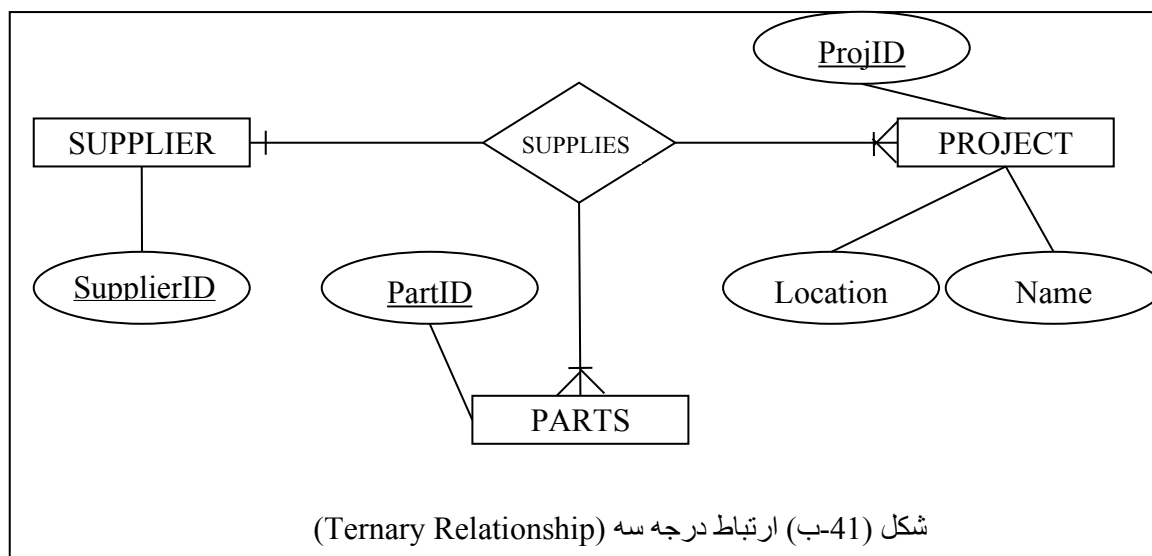 ProjID
SUPPLIER
SUPPLIES
PROJECT
SupplierID
PartID
Location
Name
PARTS
شکل (41-ب) ارتباط درجه سه (Ternary Relationship)